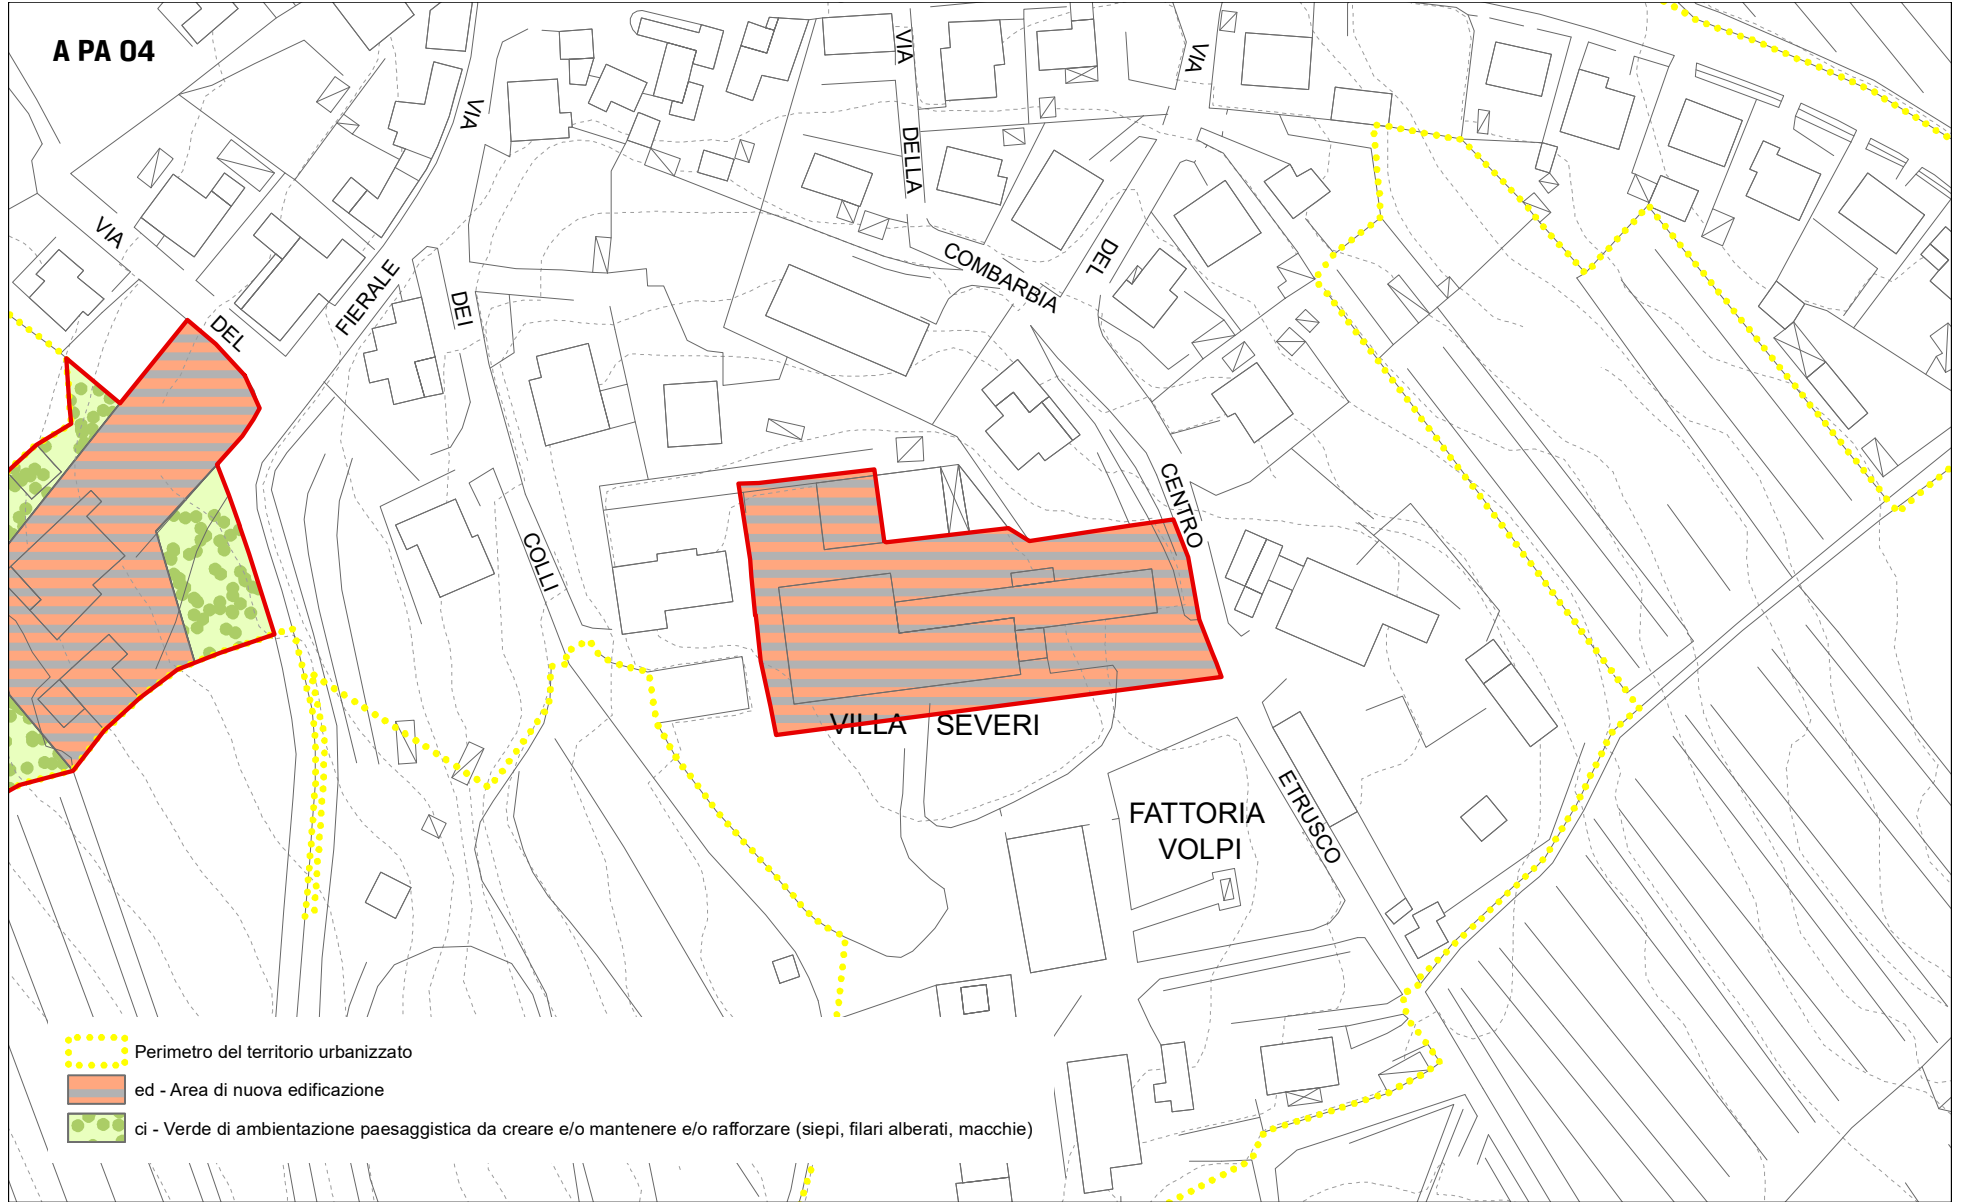 A PA 04
VIA
VIA
VIA
DELLA
VIA
DEL
FIERALE
DEI
COLLI
COMBARBIA
DEL
CENTRO
VIA
DEL
VILLA SEVERI
FATTORIA
VOLPI
ETRUSCO
Perimetro del territorio urbanizzato
ed - Area di nuova edificazione
ci - Verde di ambientazione paesaggistica da creare e/o mantenere e/o rafforzare (siepi, filari alberati, macchie)